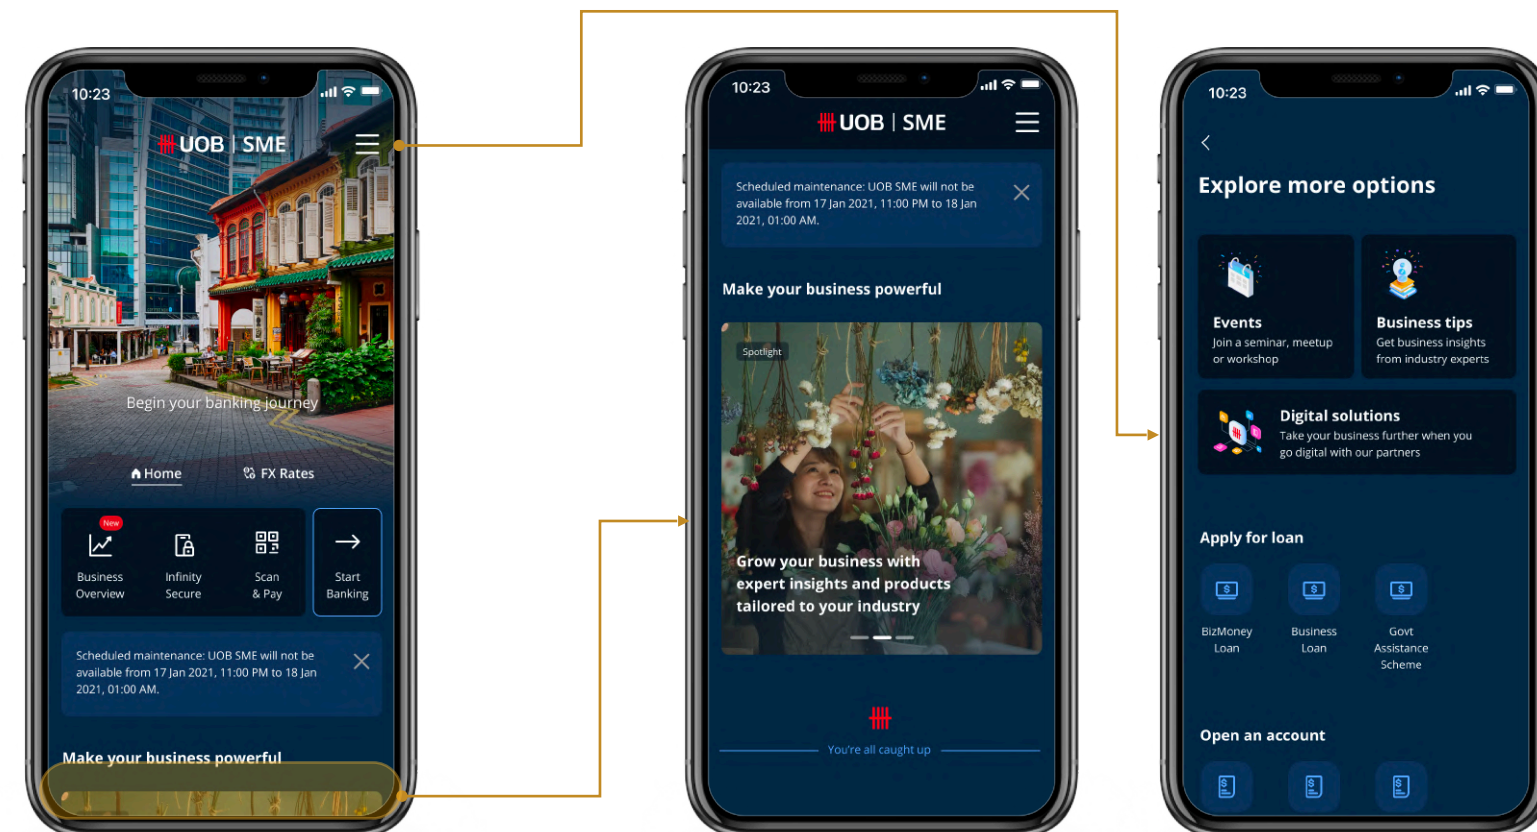 10:23
UOB | SME
Begin your banking journey
Home
FX Rates
New
Business
Overview
Infinity
Secure
Scan
& Pay
Start
Banking
Scheduled maintenance: UOB SME will not be
available from 17 Jan 2021, 11:00 PM to 18 Jan
2021, 01:00 AM.
Make your business powerful
10:23
UOB | SME
Scheduled maintenance: UOB SME will not be
available from 17 Jan 2021, 11:00 PM to 18 Jan
2021, 01:00 AM.
Make your business powerful
Spotlight
Grow your business with
expert insights and products
tailored to your industry
You're all caught up
10:23
Explore more options
Events
Join a seminar, meetup
or workshop
Business tips
Get business insights
from industry experts
Digital solutions
Take your business further when you
go digital with our partners
Apply for loan
BizMoney
Loan
Business
Loan
Govt
Assistance
Scheme
Open an account